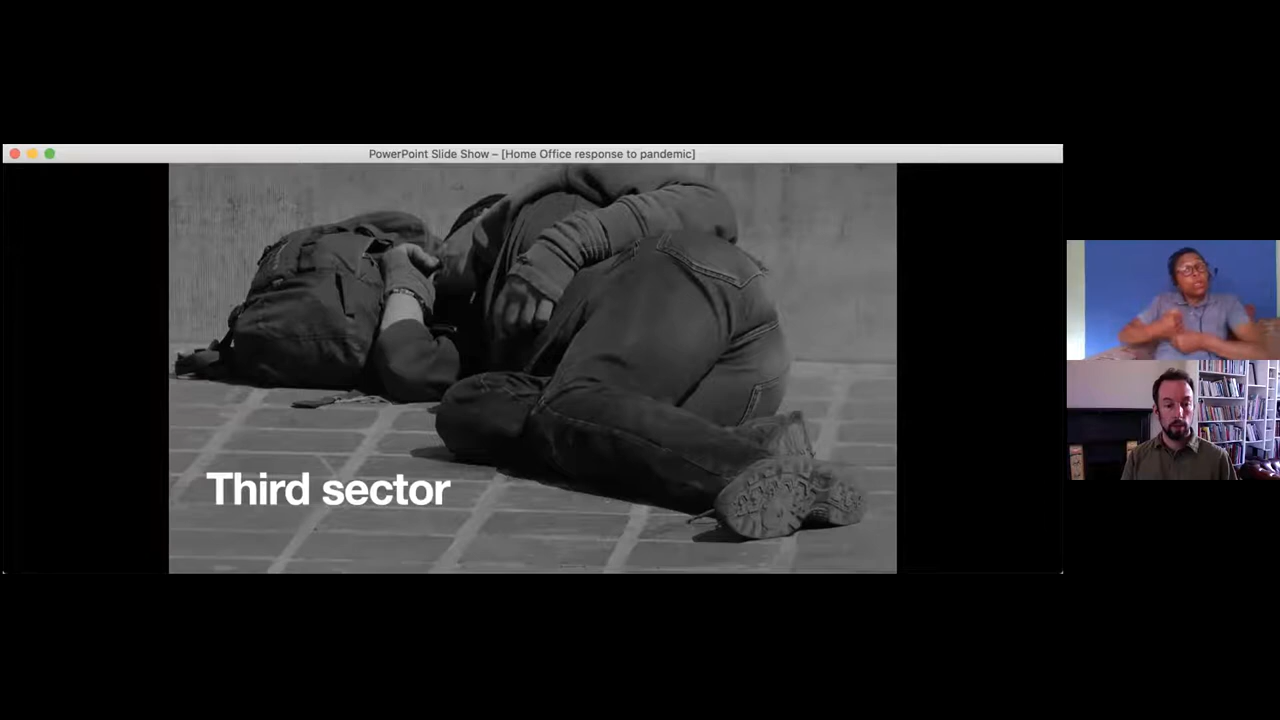 PowerPoint Slide Show – [Home Office response to pandemic]
Third sector